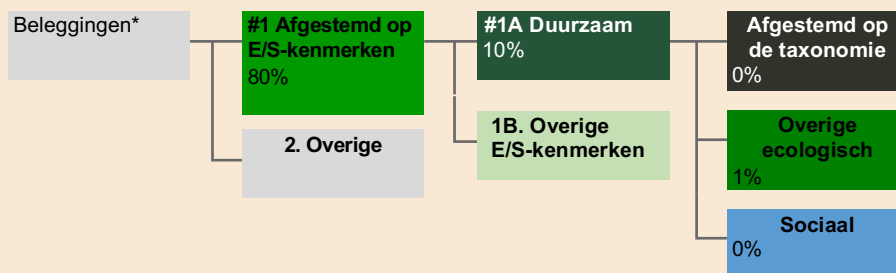 Beleggingen*
#1 Afgestemd op
E/S-kenmerken
80%
2. Overige
#1A Duurzaam
10%
1B. Overige
E/S-kenmerken
Afgestemd op
de taxonomie
0%
Overige
ecologisch
1%
Sociaal
0%